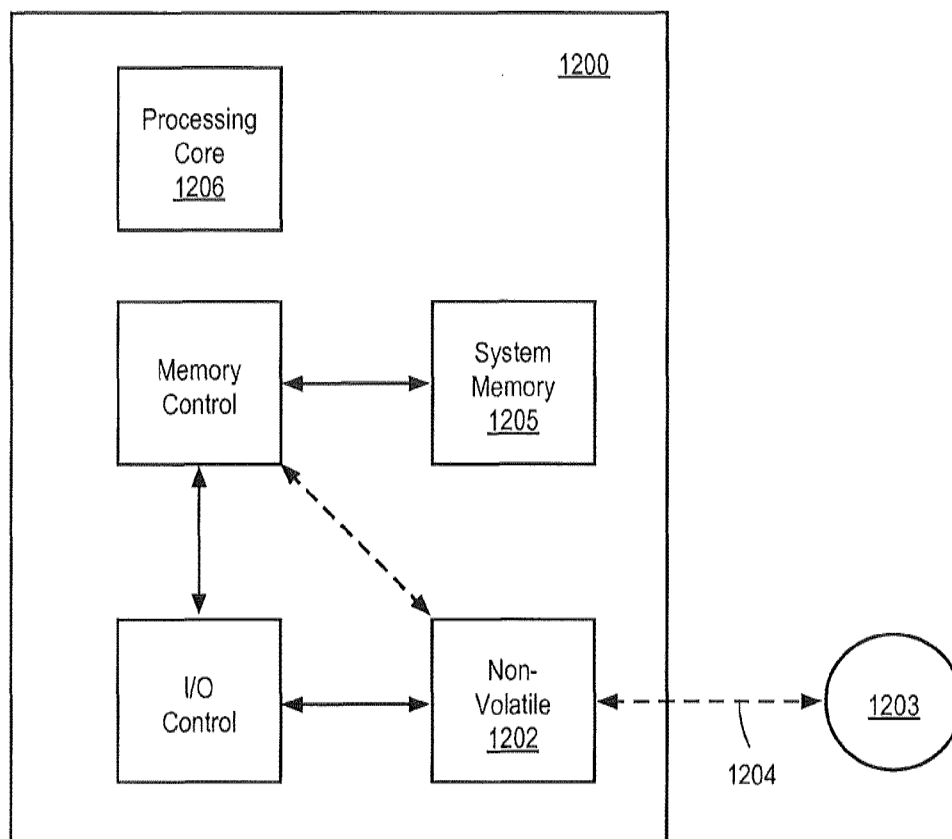 1200
Processing
Core
1206
Memory
Control
System
Memory
1205
I/O
Control
Non-
Volatile
1202
1203
1204